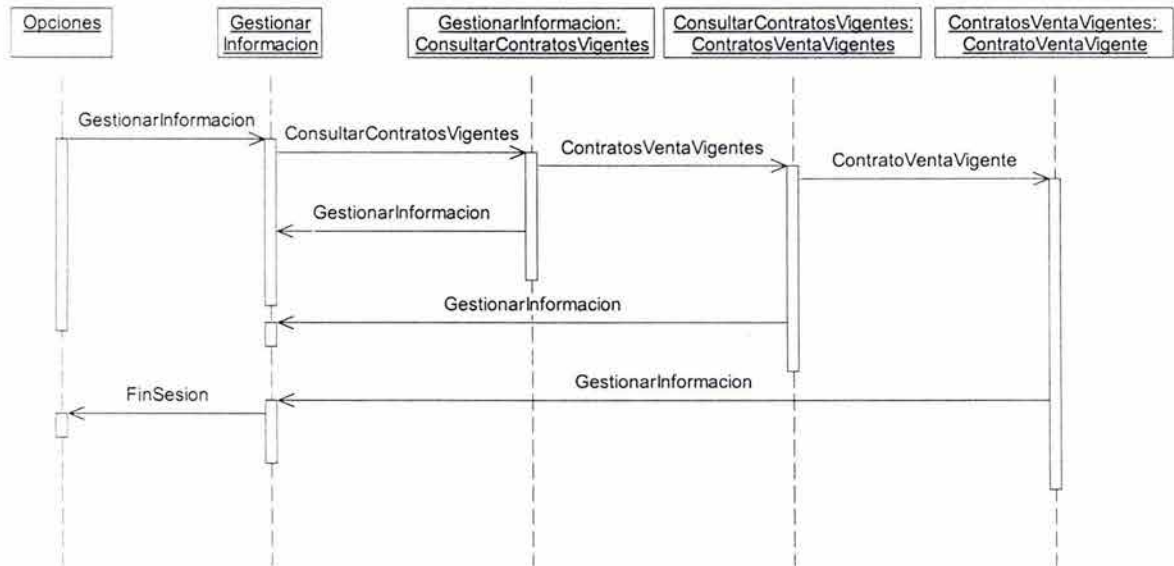 Opciones
Gestionar
Informacion
GestionarInformacion:
ConsultarContratosVigentes
ConsultarContratosVigentes:
ContratosVentaVigentes
ContratosVentaVigentes:
ContratoVentaVigente
GestionarInformacion
ConsultarContratosVigentes
ContratosVentaVigentes
ContratoVentaVigente
GestionarInformacion
GestionarInformacion
GestionarInformacion
FinSesion